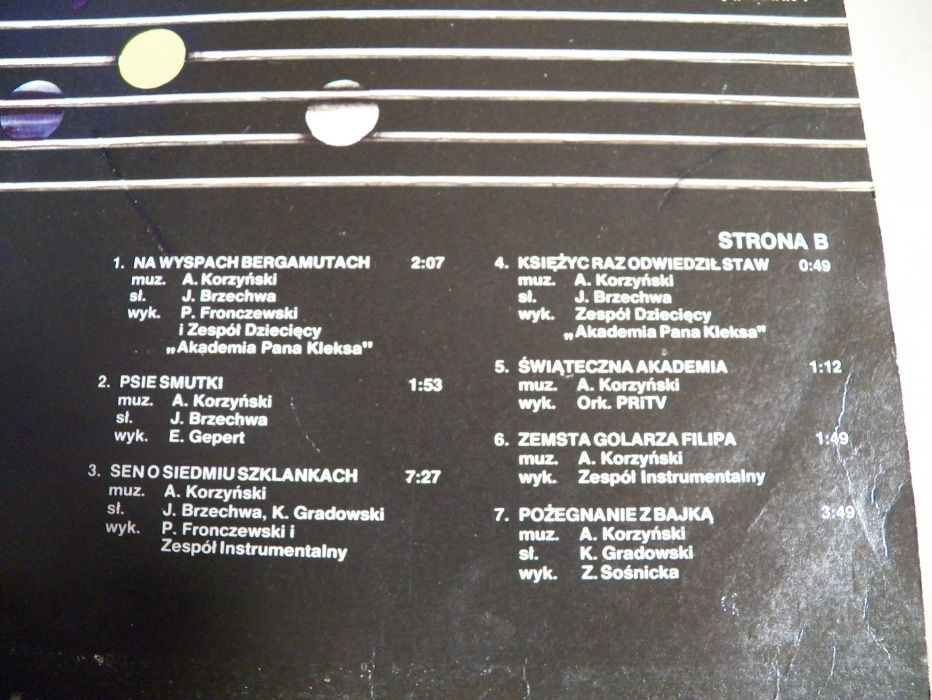 STRONA B
1. NA WYSPACH BERGAMUTACH 2:07
muz. A. Korzyński
sł. J. Brzechwa
wyk. P. Fronczewski
i Zespół Dziecięcy
„Akademia Pana Kleksa”
2. PSIE SMUTKI 1:53
muz. A. Korzyński
sł. J. Brzechwa
wyk. E. Gepert
3. SEN O SIEDMIU SZKLANKACH 7:27
muz. A. Korzyński
sł. J. Brzechwa, K. Gradowski
wyk. P. Fronczewski i
Zespół Instrumentalny
4. KSIĘŻYC RAZ ODWIEDZIŁ STAW 0:49
muz. A. Korzyński
sł. J. Brzechwa
wyk. Zespół Dziecięcy
„Akademia Pana Kleksa”
5. ŚWIĄTECZNA AKADEMIA 1:12
muz. A. Korzyński
wyk. Ork. PRiTV
6. ZEMSTA GOLARZA FILIPA 1:49
muz. A. Korzyński
wyk. Zespół Instrumentalny
7. POŻEGNANIE Z BAJKĄ 3:49
muz. A. Korzyński
sł. K. Gradowski
wyk. Z. Sośnicka